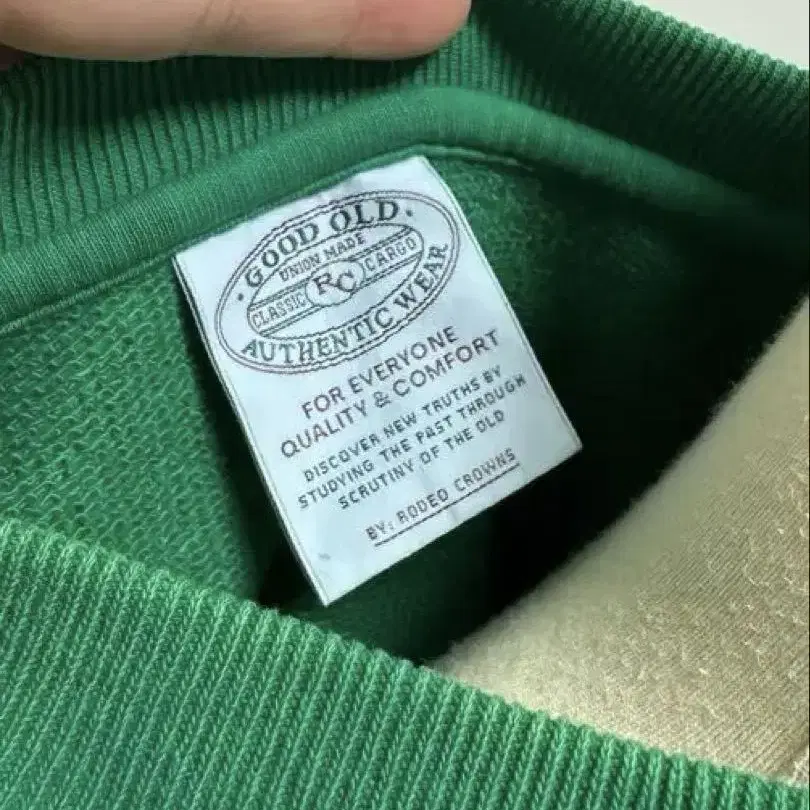 · GOOD OLD ·
UNION MADE
CLASSIC RC CARGO
AUTHENTIC WEAR
FOR EVERYONE
QUALITY & COMFORT
DISCOVER NEW TRUTHS BY
STUDYING THE PAST THROUGH
SCRUTINY OF THE OLD
BY: RODEO CROWNS